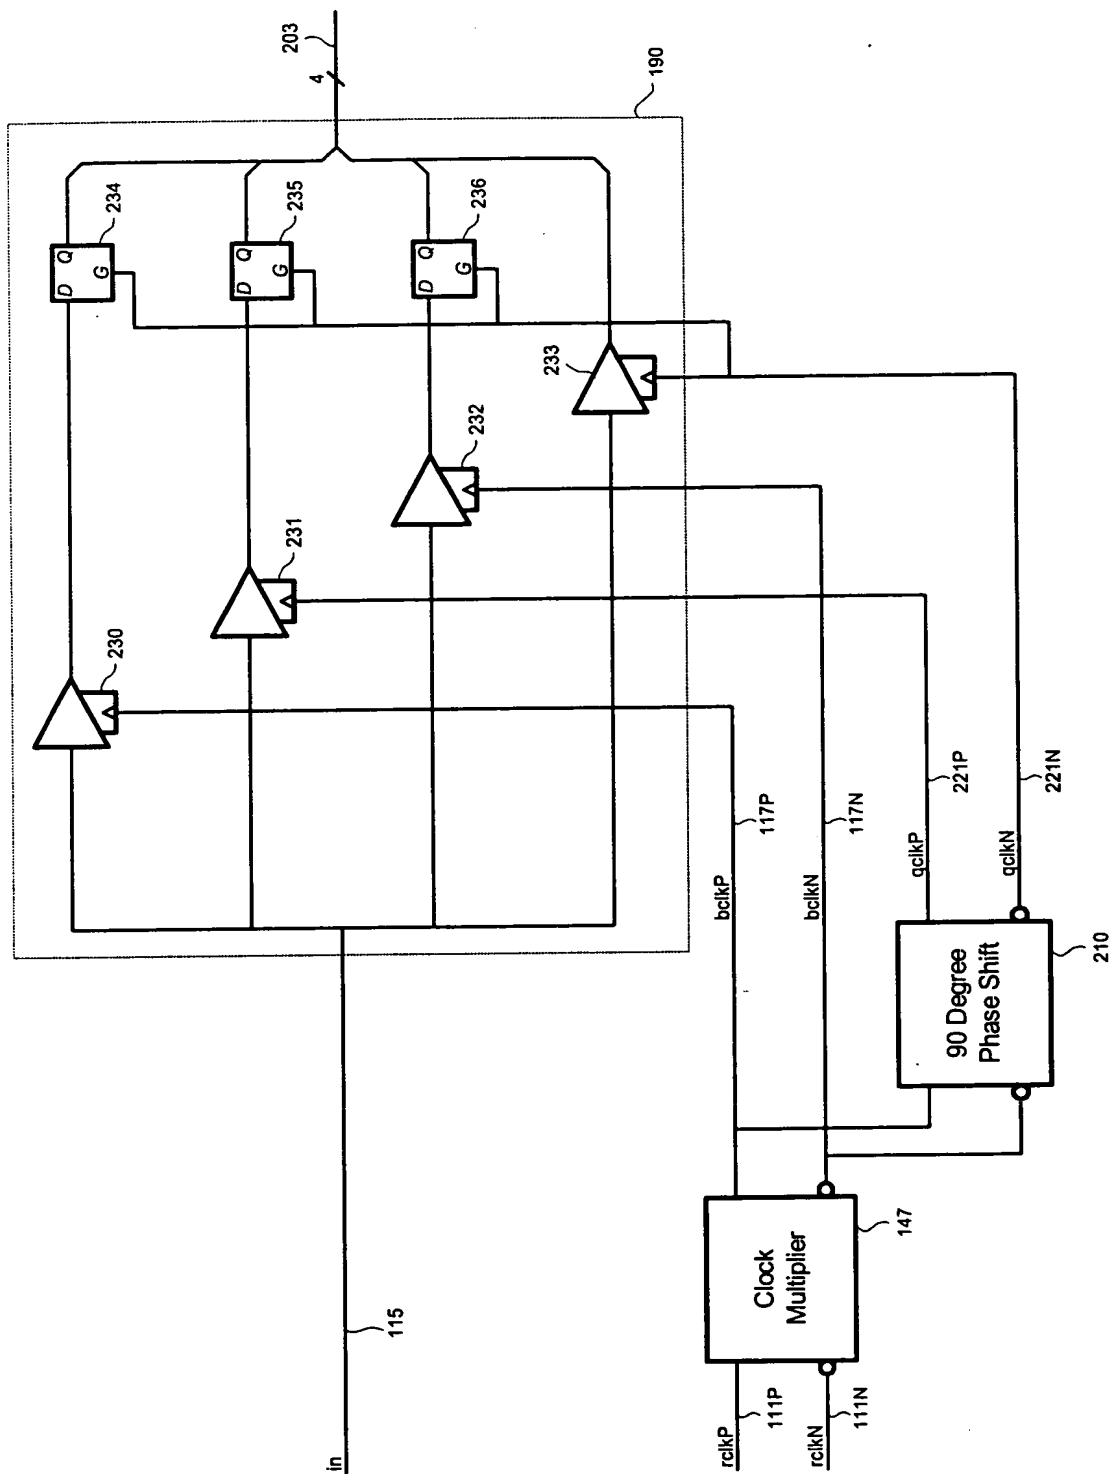 in
115
rclkP
111P
rclkN
111N
Clock
Multiplier
147
90 Degree
Phase Shift
210
bclkP
117P
bclkN
117N
qclkP
221P
qclkN
221N
230
231
232
233
D
Q
G
234
D
Q
G
235
D
Q
G
236
4
203
190